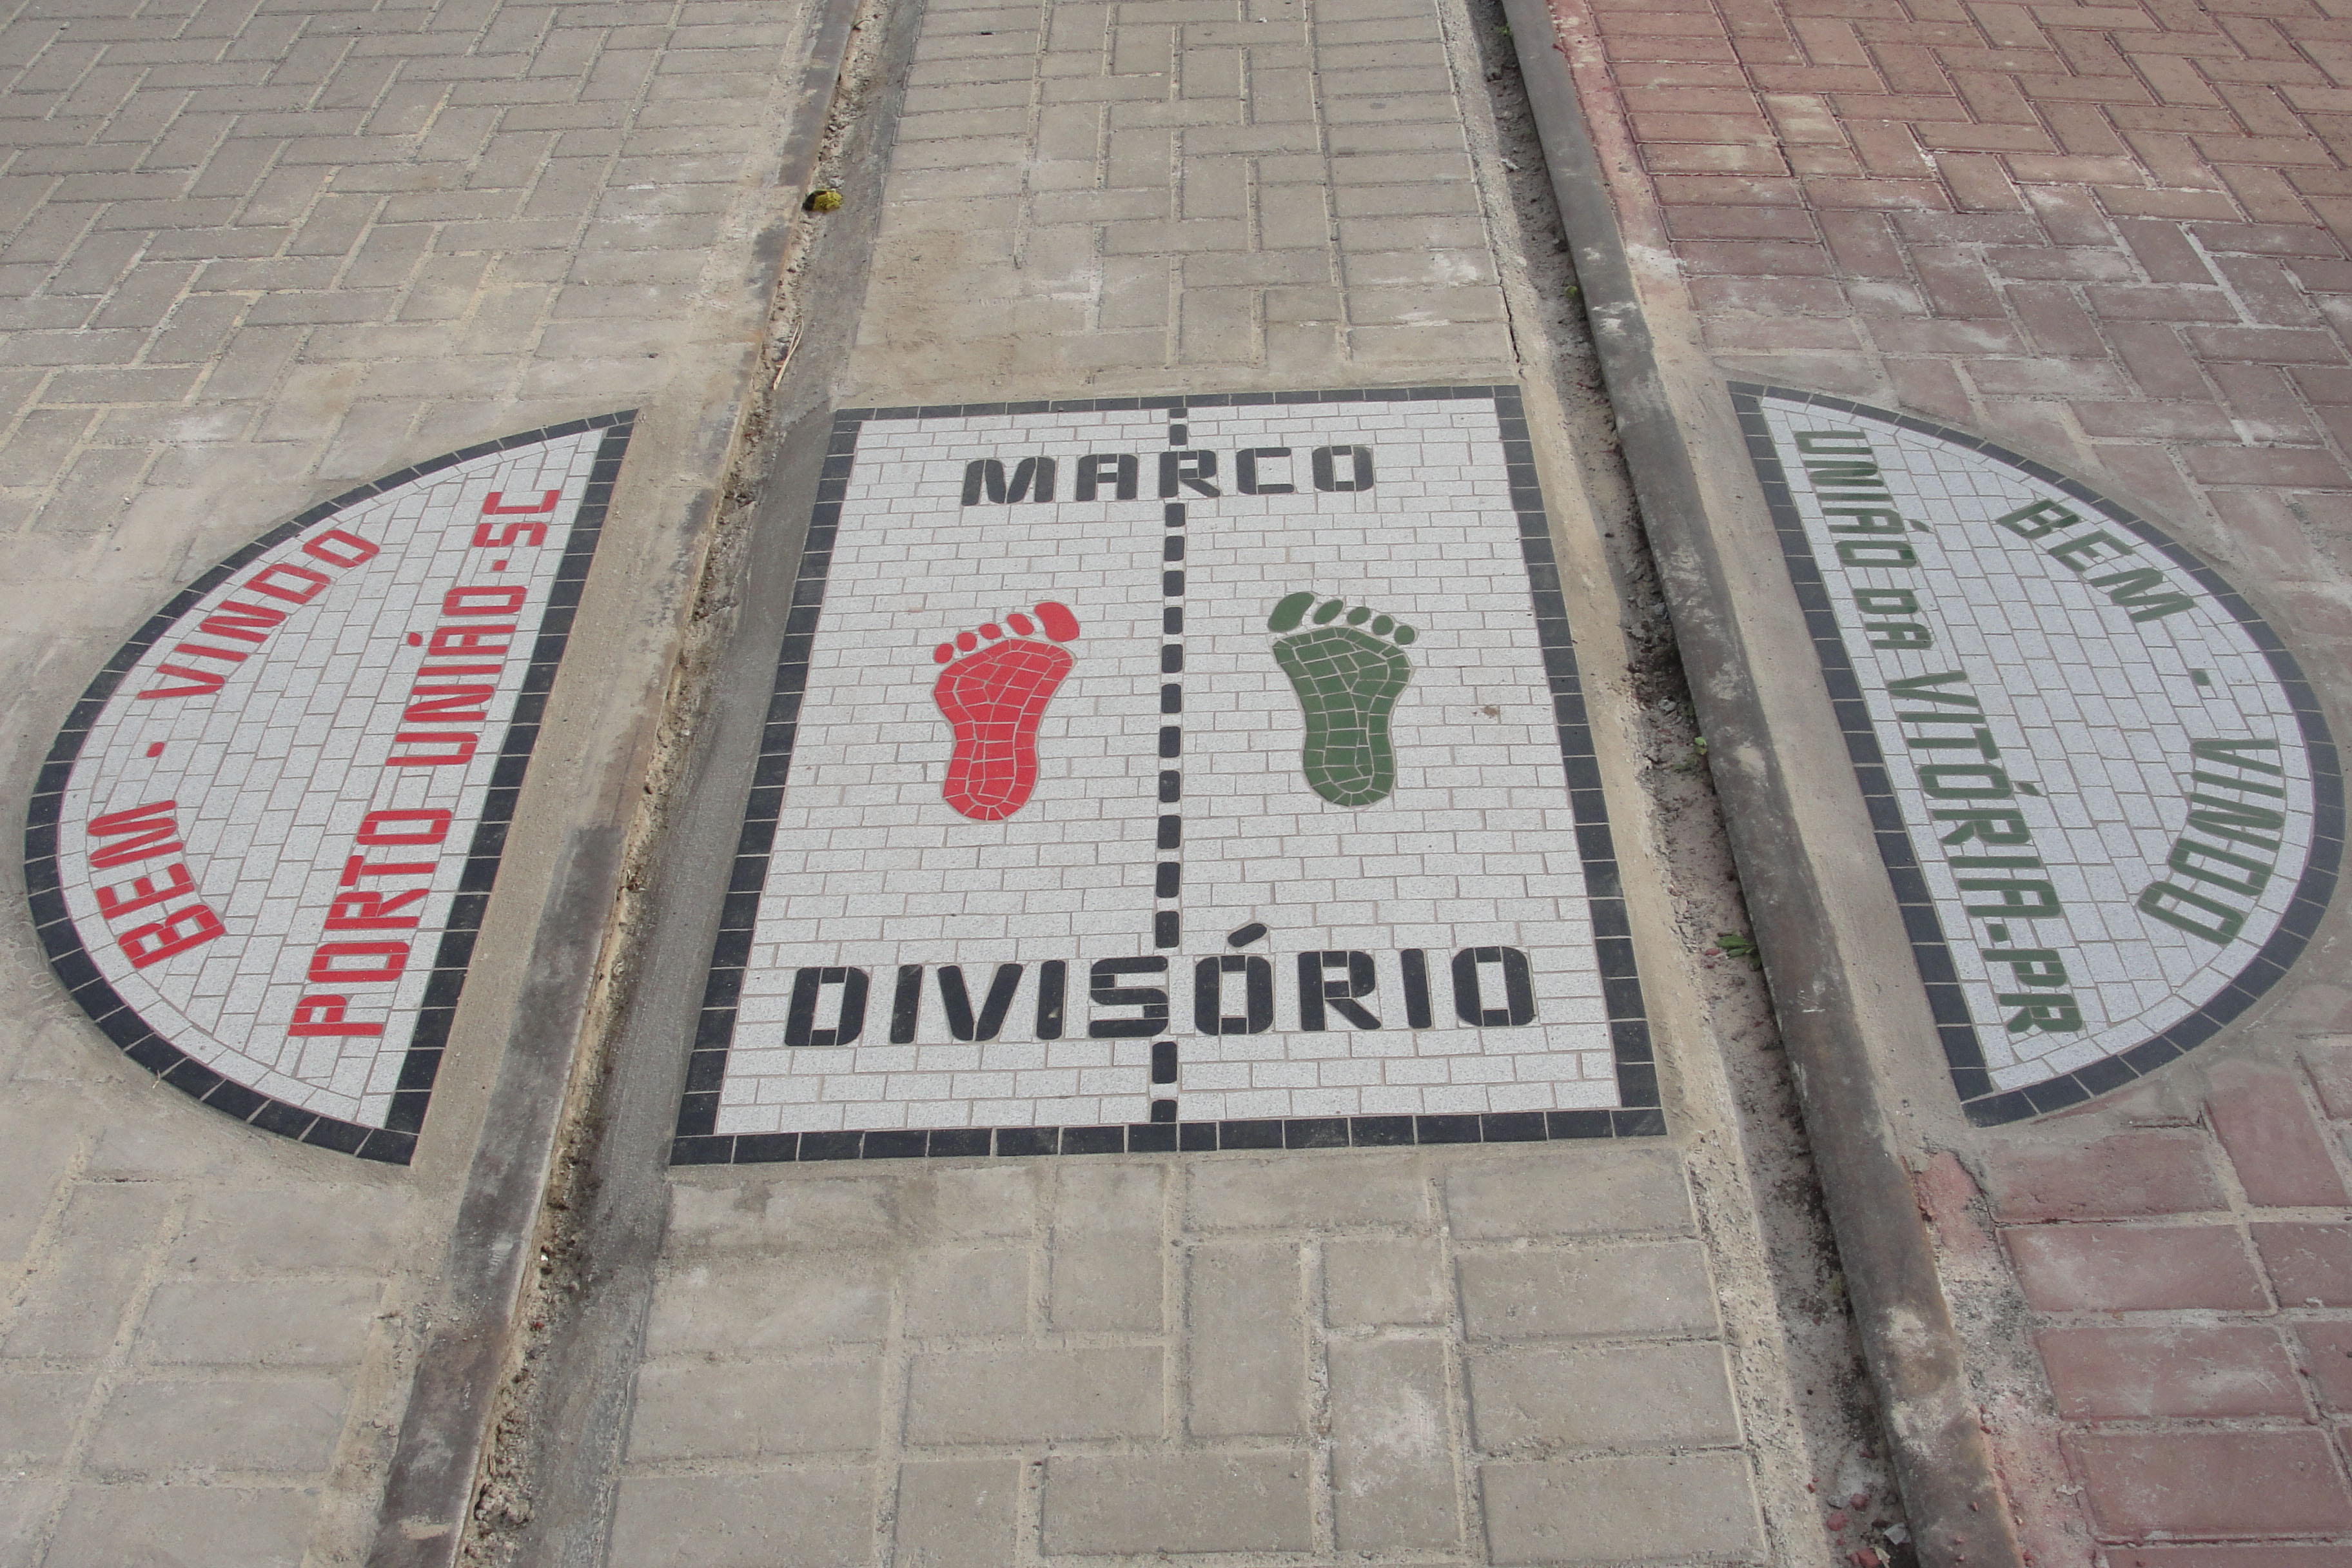 BEM • VINDO
PORTO UNIÃO • SC
MARCO
DIVISÓRIO
BEM • VINDO
UNIÃO DA VITÓRIA.PR